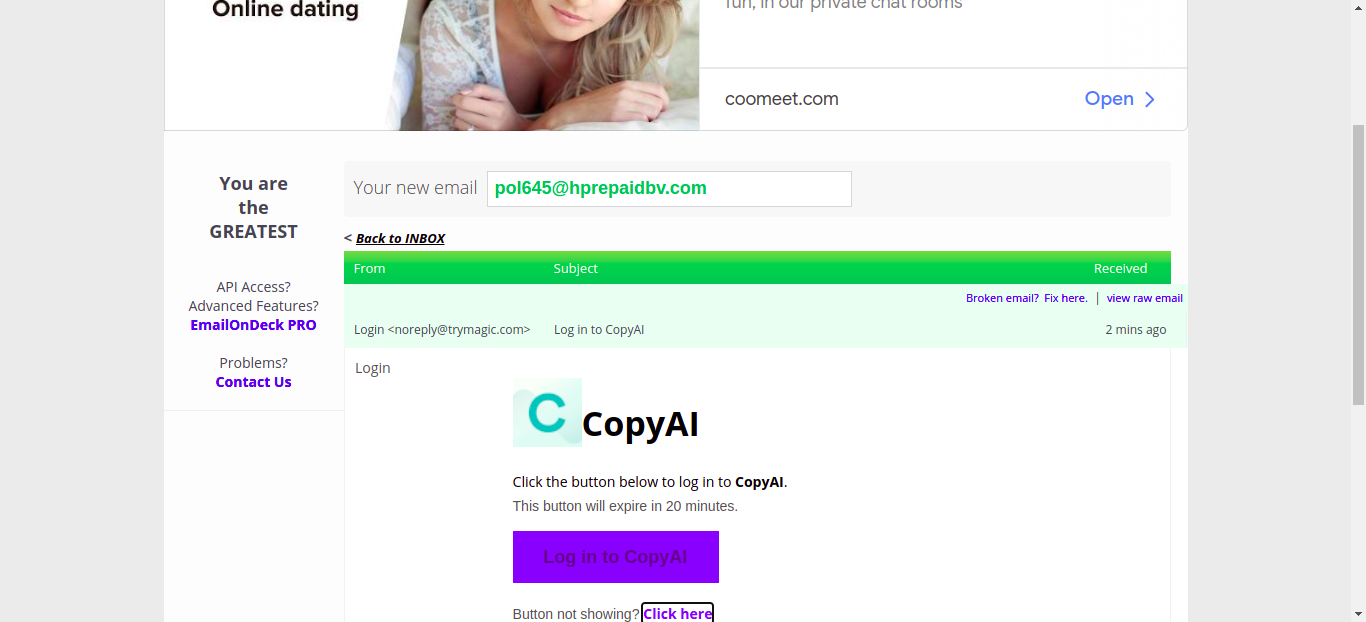 Online dating
fun, in our private chat rooms
coomeet.com
Open
You are
the
GREATEST
API Access?
Advanced Features?
EmailOnDeck PRO
Problems?
Contact Us
Your new email pol645@hprepaidbv.com
< Back to INBOX
From Subject Received
Broken email? Fix here. | view raw email
Login <noreply@trymagic.com> Log in to CopyAI 2 mins ago
Login
C CopyAI
Click the button below to log in to CopyAI.
This button will expire in 20 minutes.
Log in to CopyAI
Button not showing? Click here